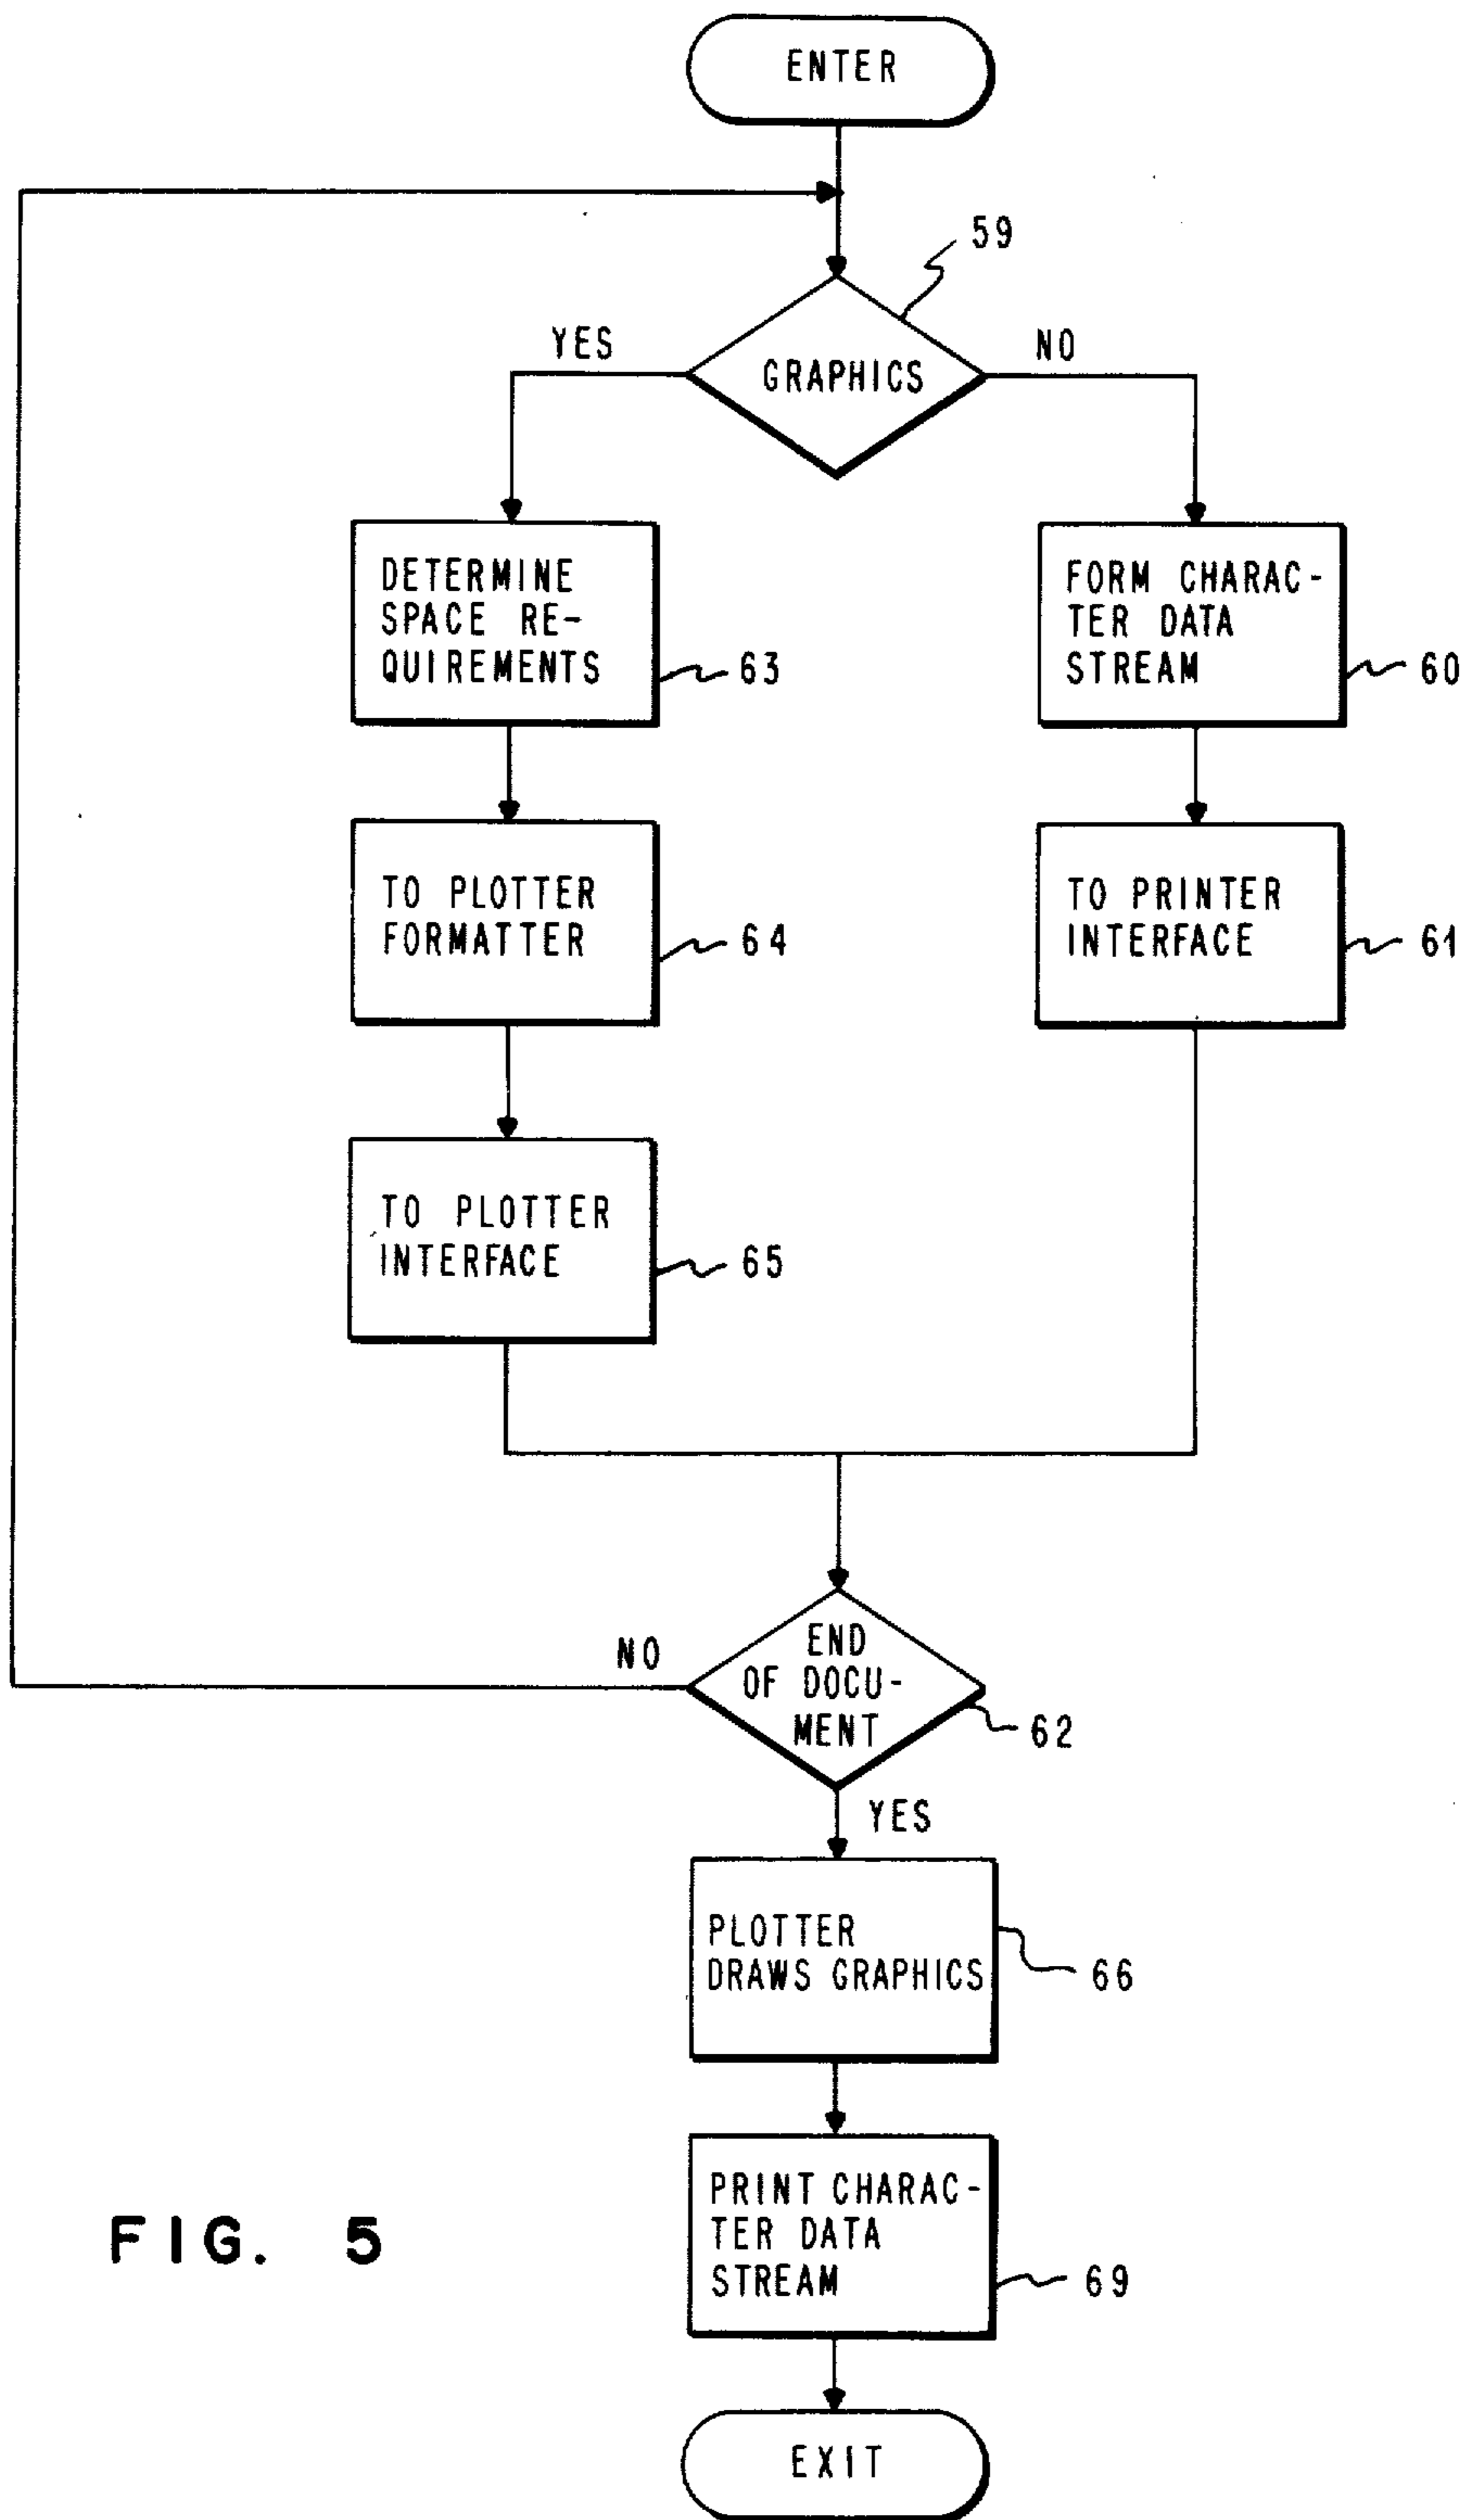 ENTER
59
YES
NO
GRAPHICS
DETERMINE
SPACE RE-
QUIREMENTS
63
FORM CHARAC-
TER DATA
STREAM
60
TO PLOTTER
FORMATTER
64
TO PRINTER
INTERFACE
61
TO PLOTTER
INTERFACE
65
NO
END
OF DOCU-
MENT
62
YES
PLOTTER
DRAWS GRAPHICS
66
PRINT CHARAC-
TER DATA
STREAM
69
FIG. 5
EXIT